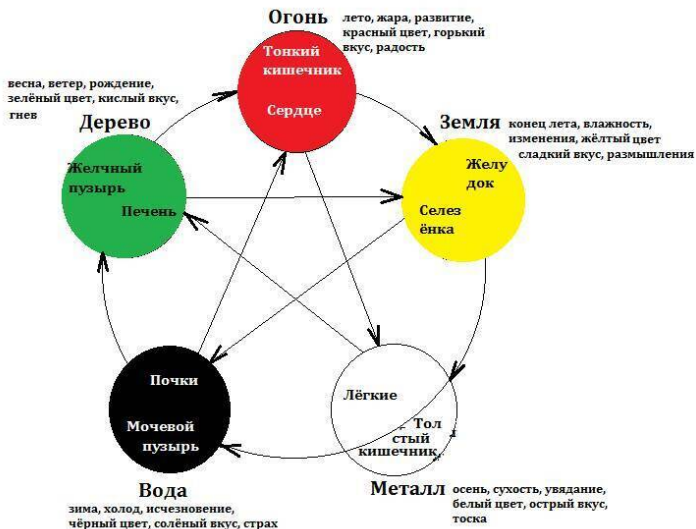 Огонь
лето, жара, развитие,
красный цвет, горький
вкус, радость
Тонкий
кишечник
Сердце
весна, ветер, рождение,
зелёный цвет, кислый вкус,
гнев
Дерево
Желчный
пузырь
Печень
Земля
конец лета, влажность,
изменения, жёлтый цвет
сладкий вкус, размышления
Желу
док
Селез
ёнка
Почки
Мочевой
пузырь
Вода
зима, холод, исчезновение,
чёрный цвет, солёный вкус, страх
Лёгкие
Тол
стый
кишечник
Металл
осень, сухость, увядание,
белый цвет, острый вкус,
тоска